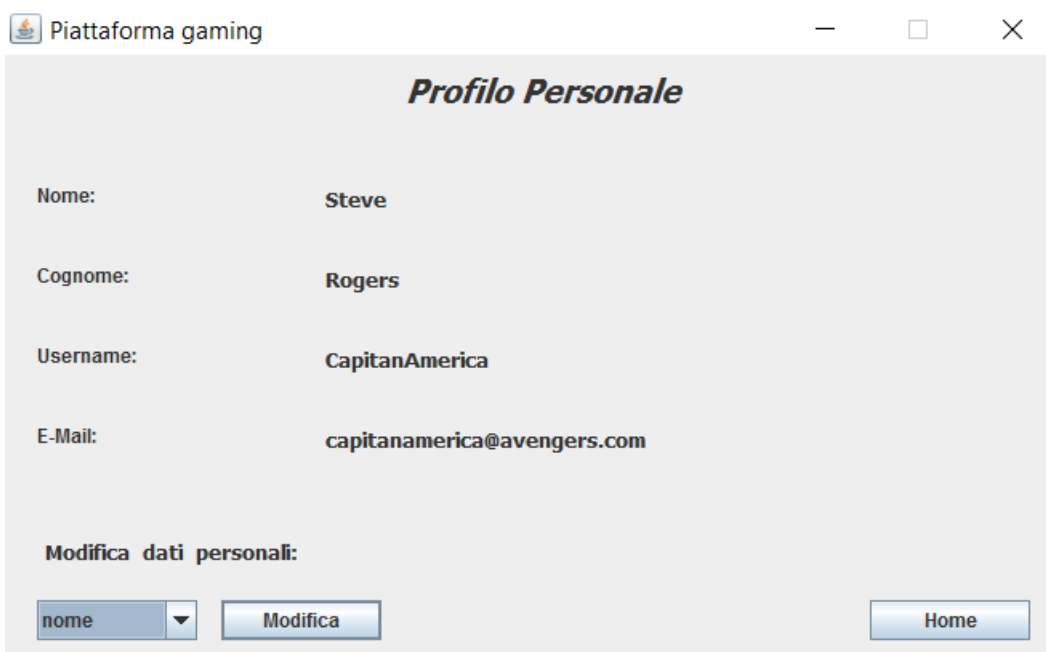 Piattaforma gaming
Profilo Personale
Nome: Steve
Cognome: Rogers
Username: CapitanAmerica
E-Mail: capitanamerica@avengers.com
Modifica dati personali:
nome Modifica Home